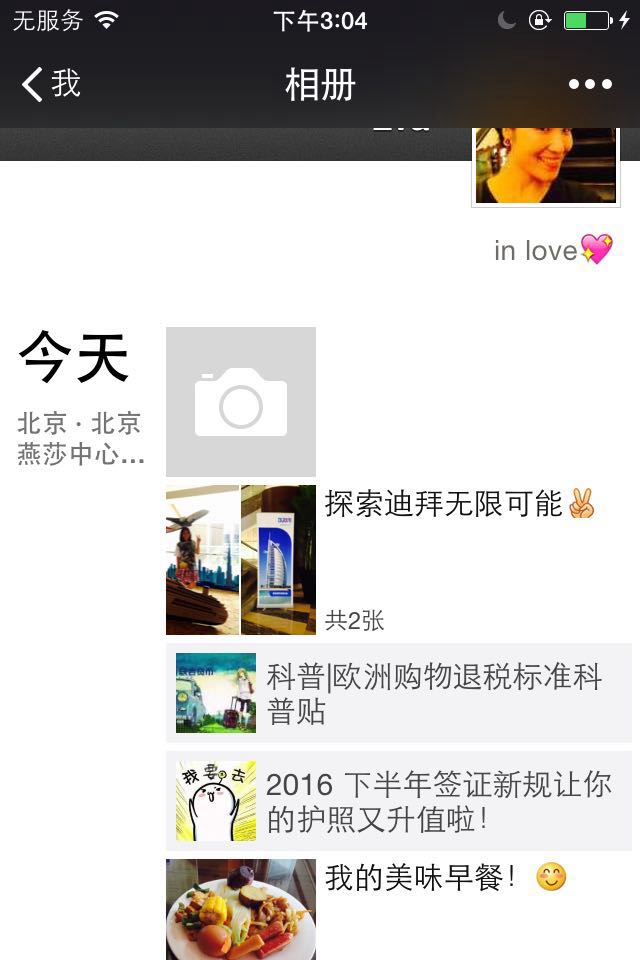 无服务
下午3:04
我
相册
in love💖
今天
北京 · 北京
燕莎中心...
探索迪拜无限可能✌
共2张
科普|欧洲购物退税标准科
普贴
我要去
2016 下半年签证新规让你
的护照又升值啦！
我的美味早餐！😊